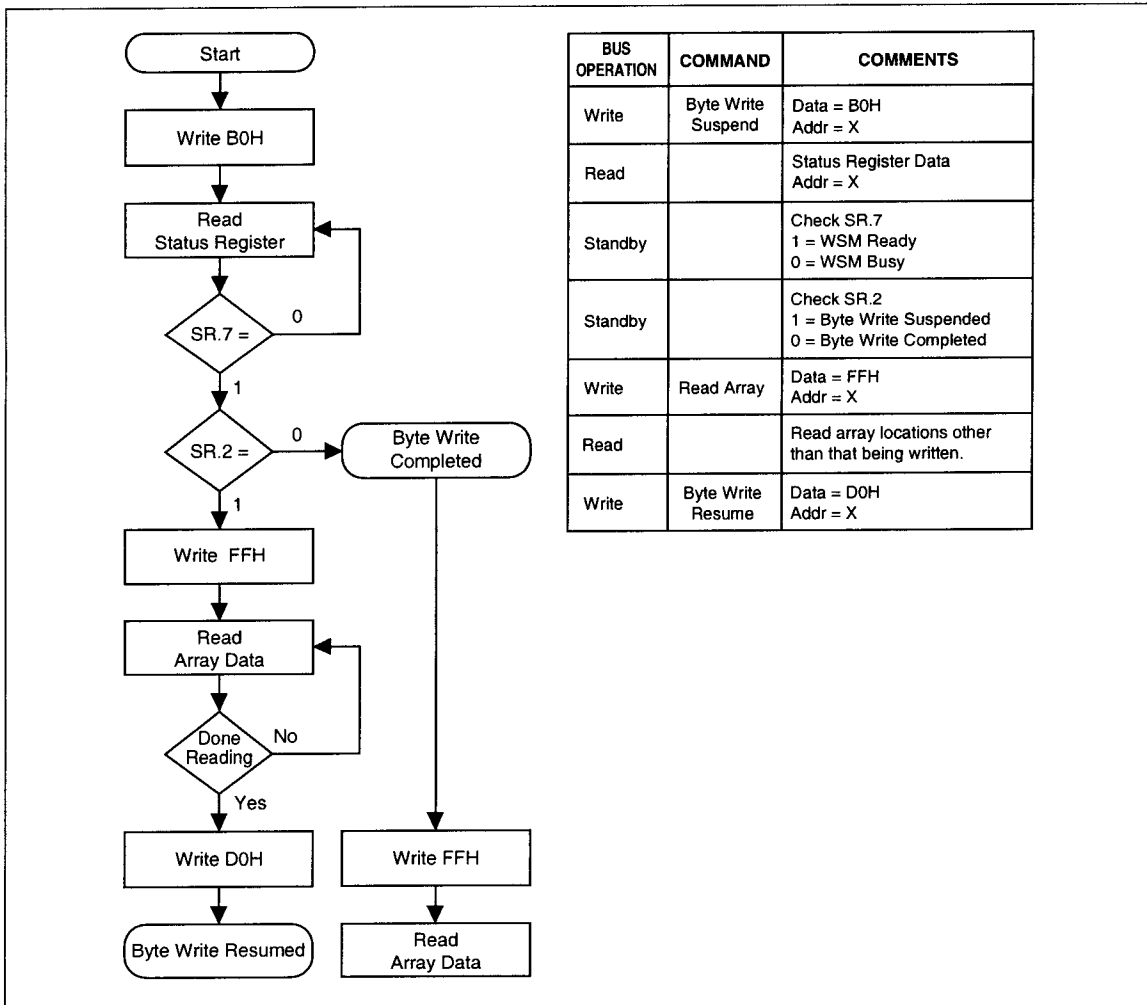 Start
Write B0H
Read
Status Register
SR.7 =
0
1
SR.2 =
0
Byte Write
Completed
1
Write FFH
Read
Array Data
Done
Reading
No
Yes
Write D0H
Write FFH
Byte Write Resumed
Read
Array Data
BUS
OPERATION
COMMAND
COMMENTS
Write
Byte Write
Suspend
Data = B0H
Addr = X
Read
Status Register Data
Addr = X
Standby
Check SR.7
1 = WSM Ready
0 = WSM Busy
Standby
Check SR.2
1 = Byte Write Suspended
0 = Byte Write Completed
Write
Read Array
Data = FFH
Addr = X
Read
Read array locations other
than that being written.
Write
Byte Write
Resume
Data = D0H
Addr = X